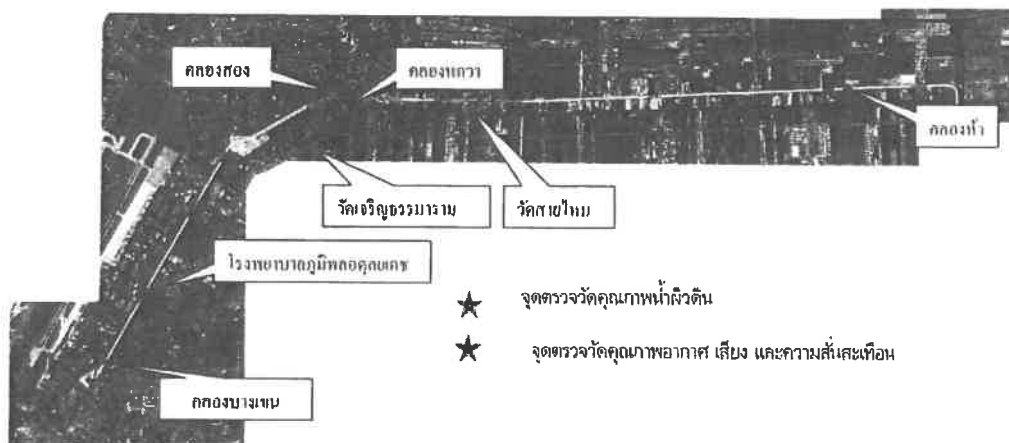 คลองสอง
คลองหกวา
คลองห้า
วัดเจริญธรรมาราม
วัดสายไหม
โรงพยาบาลภูมิพลอดุลยเดช
จุดตรวจวัดคุณภาพน้ำผิวดิน
จุดตรวจวัดคุณภาพอากาศ เสียง และความสั่นสะเทือน
คลองบางเขน